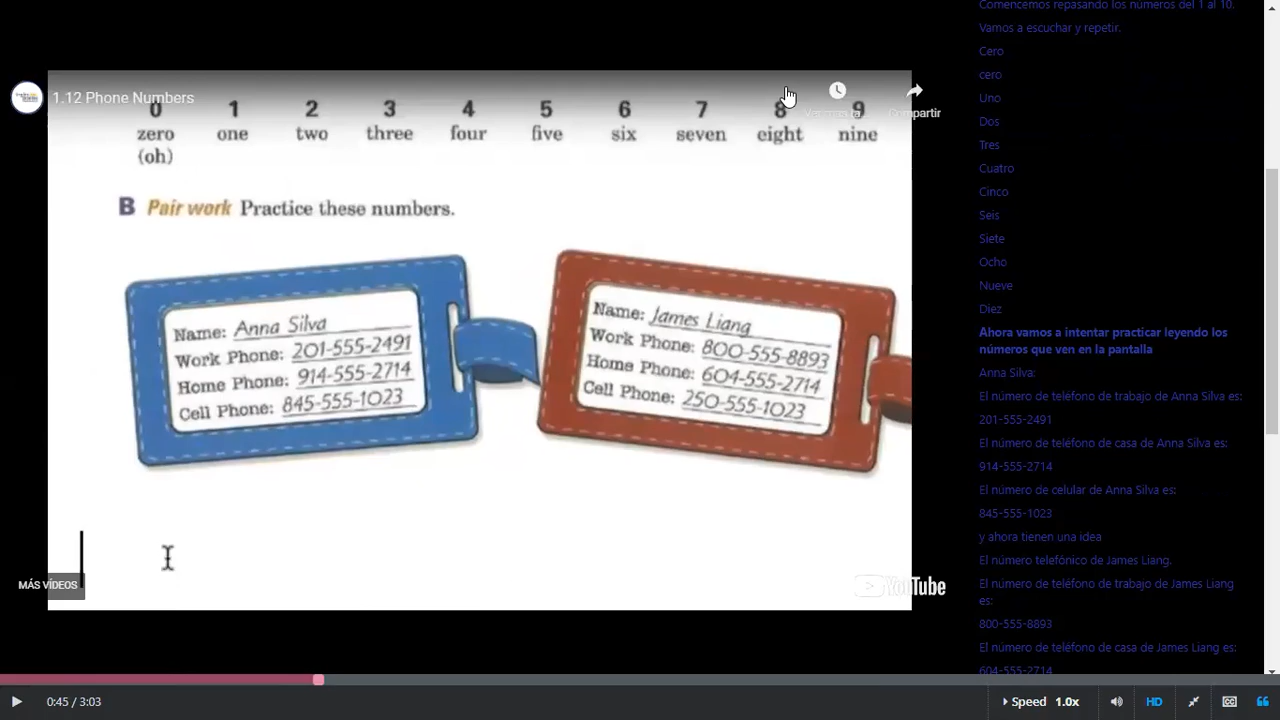 1.12 Phone Numbers
Ver más ta...
Compartir
0 1 2 3 4 5 6 7 8 9
zero one two three four five six seven eight nine
(oh)
B Pair work Practice these numbers.
Name: Anna Silva
Work Phone: 201-555-2491
Home Phone: 914-555-2714
Cell Phone: 845-555-1023
Name: James Liang
Work Phone: 800-555-8893
Home Phone: 604-555-2714
Cell Phone: 250-555-1023
MÁS VÍDEOS
YouTube
Comencemos repasando los números del 1 al 10.
Vamos a escuchar y repetir.
Cero
cero
Uno
Dos
Tres
Cuatro
Cinco
Seis
Siete
Ocho
Nueve
Diez
Ahora vamos a intentar practicar leyendo los
números que ven en la pantalla
Anna Silva:
El número de teléfono de trabajo de Anna Silva es:
201-555-2491
El número de teléfono de casa de Anna Silva es:
914-555-2714
El número de celular de Anna Silva es:
845-555-1023
y ahora tienen una idea
El número telefónico de James Liang.
El número de teléfono de trabajo de James Liang
es:
800-555-8893
El número de teléfono de casa de James Liang es:
604-555-2714
0:45 / 3:03
Speed 1.0x
HD